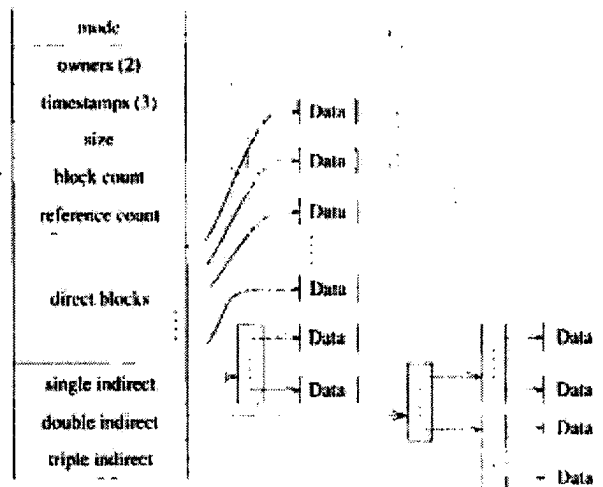 mode
owners (2)
timestamps (3)
size
block count
reference count
direct blocks
single indirect
double indirect
triple indirect
Data
Data
Data
Data
Data
Data
Data
Data
Data
Data